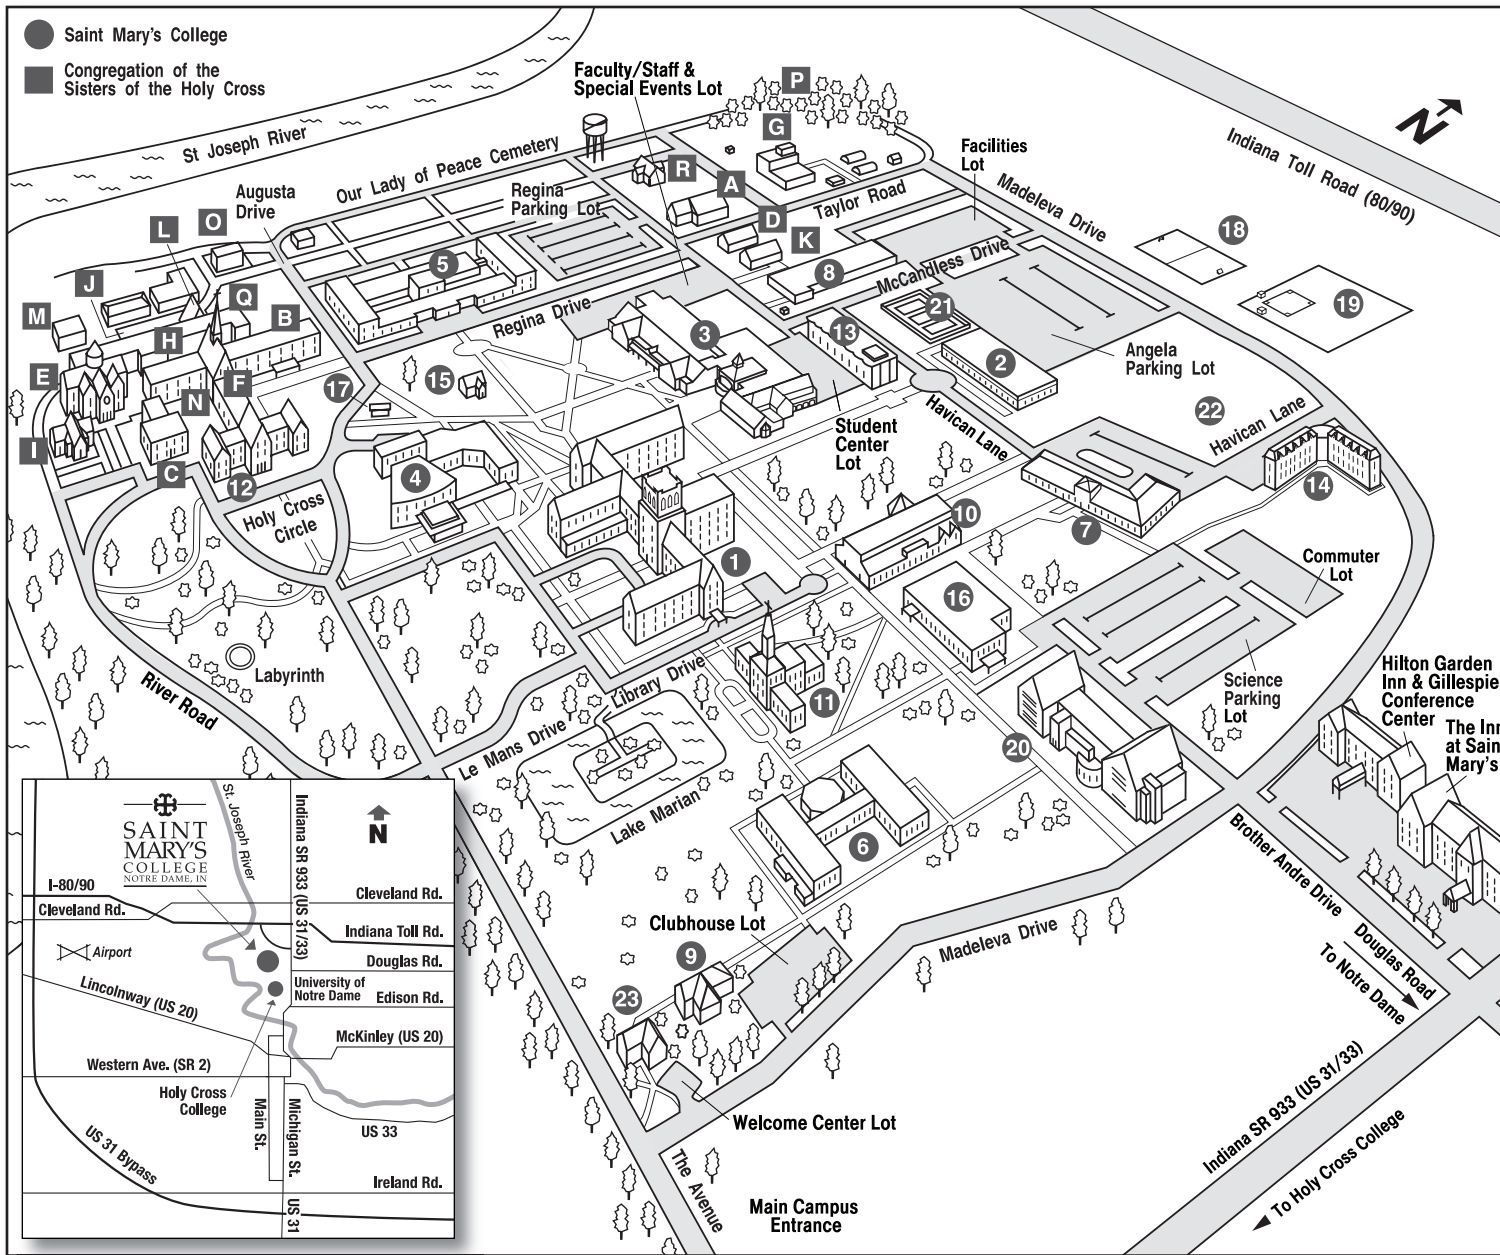 Saint Mary's College
Congregation of the
Sisters of the Holy Cross
St Joseph River
Faculty/Staff &
Special Events Lot
P
G
N
Indiana Toll Road (80/90)
Our Lady of Peace Cemetery
Facilities
Lot
Madeleva Drive
R
A
Taylor Road
Augusta
Drive
Regina
Parking Lot
O
L
D
K
18
5
8
McCandless Drive
J
Q
M
B
21
19
Regina Drive
H
3
13
2
Angela
Parking Lot
E
F
15
17
N
22
Havican Lane
Havican Lane
I
Student
Center
Lot
C
12
4
14
Holy Cross
Circle
10
7
1
Commuter
Lot
16
Labyrinth
River Road
Library Drive
11
Science
Parking
Lot
Hilton Garden
Inn & Gillespie
Conference
Center
The Inn
at Sain
Mary's
Le Mans Drive
20
Lake Marian
6
Brother Andre Drive
Clubhouse Lot
Madeleva Drive
9
Douglas Road
To Notre Dame
23
Welcome Center Lot
Indiana SR 933 (US 31/33)
To Holy Cross College
The Avenue
Main Campus
Entrance
SAINT
MARY'S
COLLEGE
NOTRE DAME, IN
St. Joseph River
Indiana SR 933 (US 31/33)
N
I-80/90
Cleveland Rd.
Cleveland Rd.
Indiana Toll Rd.
Airport
Douglas Rd.
University of
Notre Dame
Edison Rd.
Lincolnway (US 20)
McKinley (US 20)
Western Ave. (SR 2)
Holy Cross
College
Main St.
Michigan St.
US 33
US 31 Bypass
Ireland Rd.
US 31